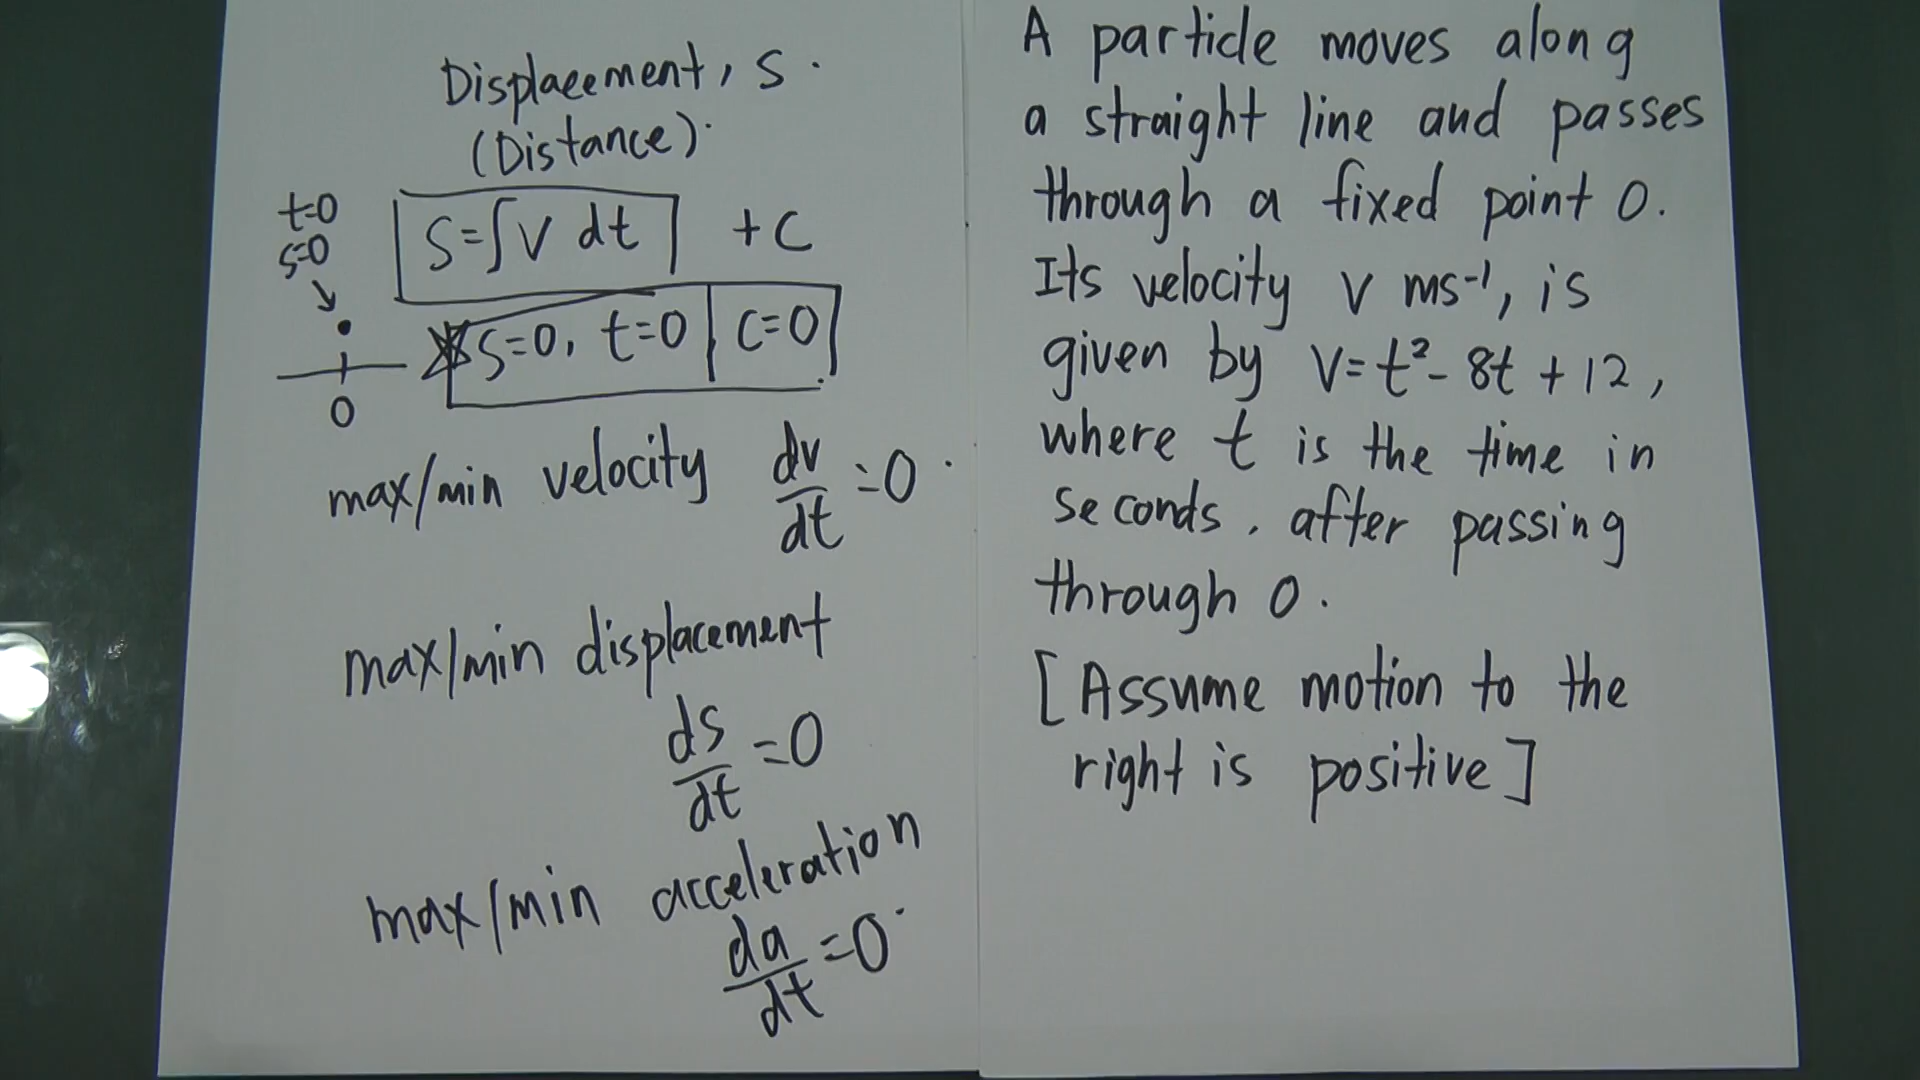 Displacement, s.
(Distance).
t=0
s=0
S=∫v dt + C
s=0, t=0 | C=0
0
max/min velocity dv/dt =0.
max/min displacement
ds/dt =0
max/min acceleration
da/dt =0.
A particle moves along
a straight line and passes
through a fixed point 0.
Its velocity v ms⁻¹, is
given by v=t²-8t+12,
where t is the time in
seconds, after passing
through 0.
[Assume motion to the
right is positive]